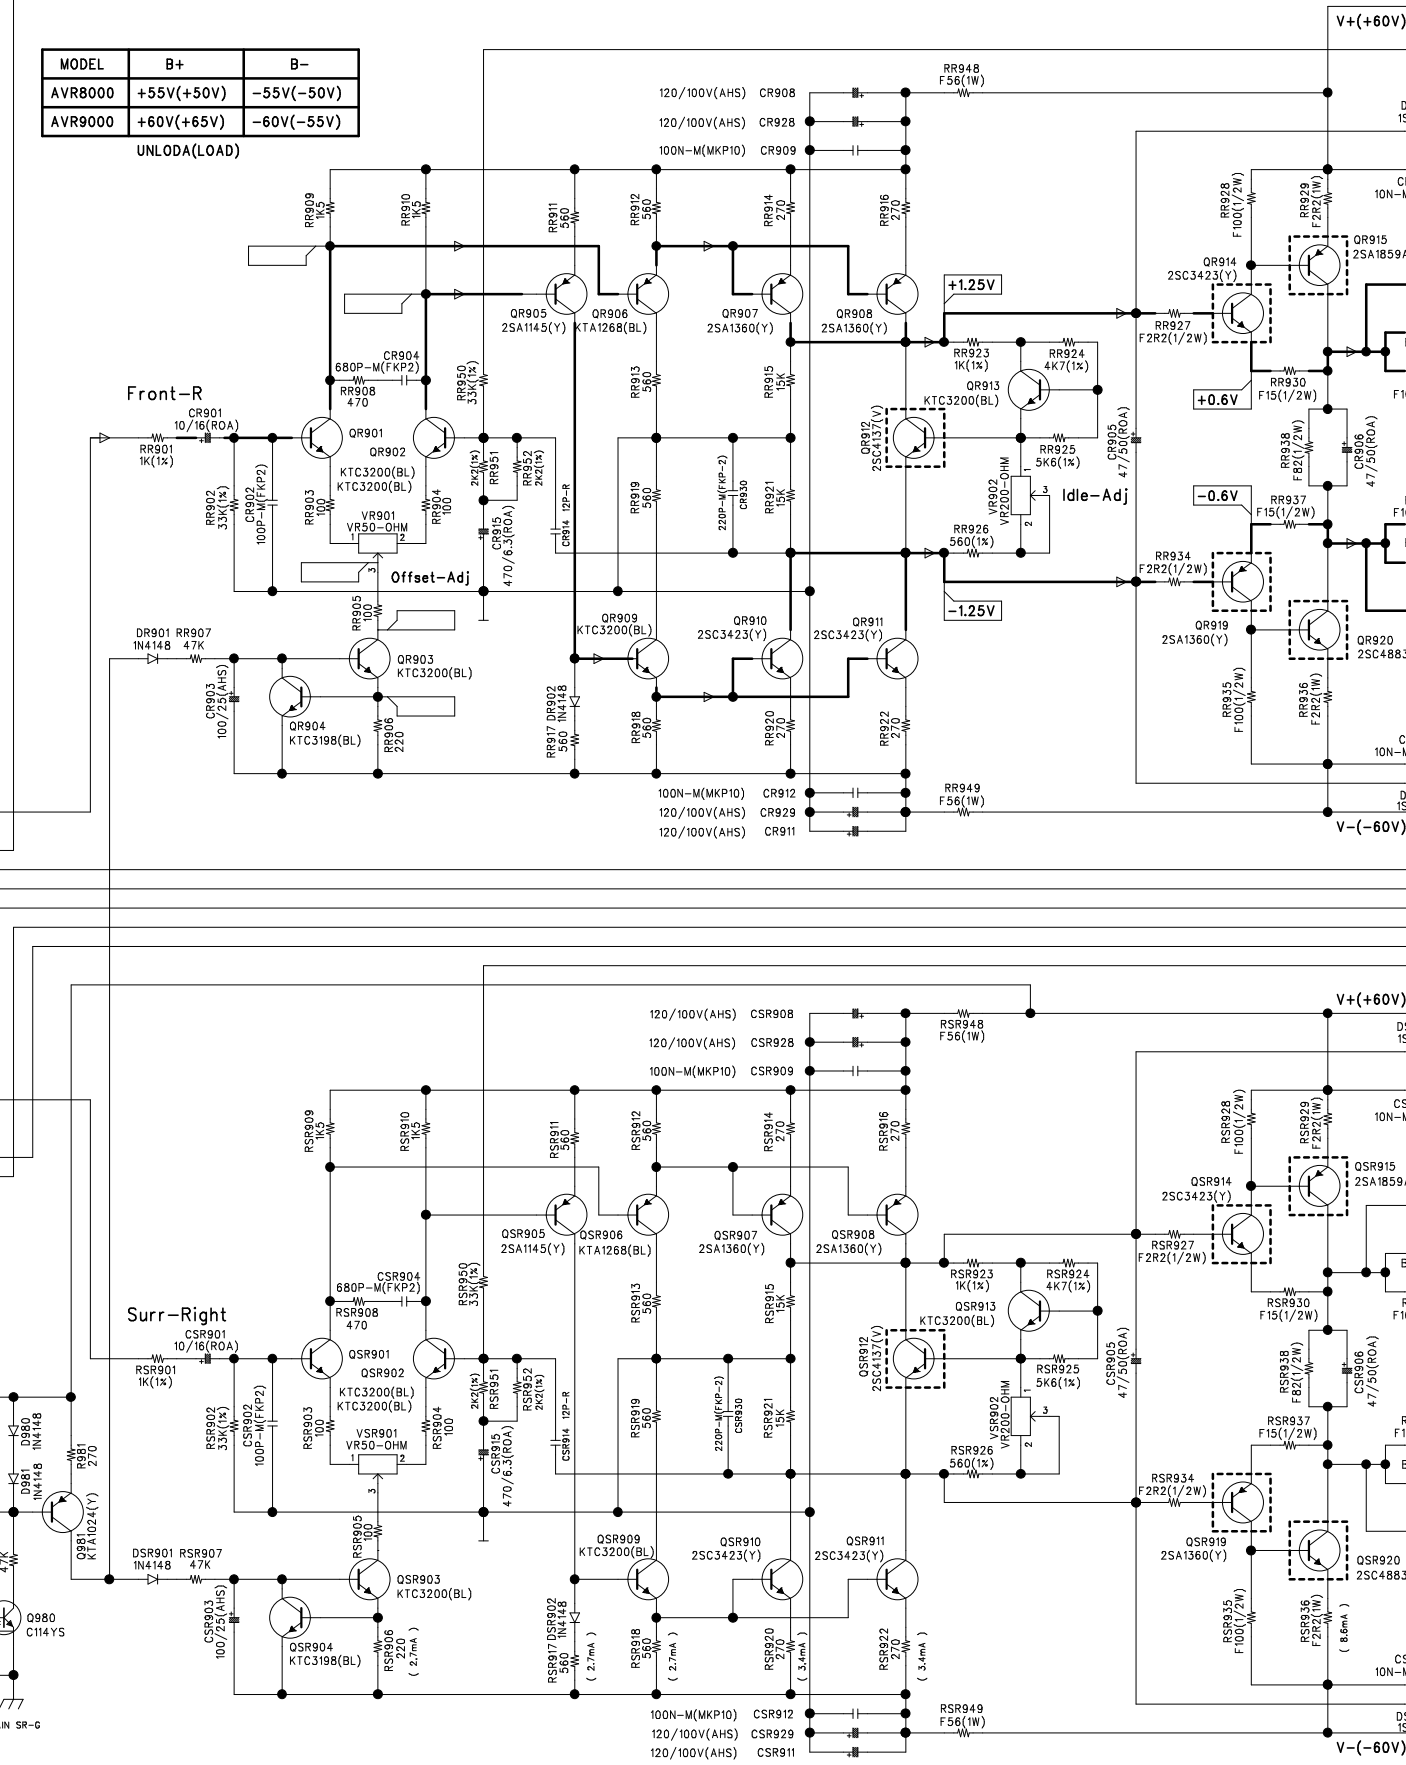 V+(+60V)
MODEL B+ B-
AVR8000 +55V(+50V) -55V(-50V)
AVR9000 +60V(+65V) -60V(-55V)
UNLODA(LOAD)
RR948
F56(1W)
120/100V(AHS) CR908
120/100V(AHS) CR928
100N-M(MKP10) CR909
RR909
1K5
RR910
1K5
RR911
560
RR912
560
RR914
270
RR916
270
RR928
F100(1/2W)
RR929
F2R2(1W)
10N-M
QR915
2SA1859A
QR914
2SC3423(Y)
+1.25V
QR905
2SA1145(Y)
QR906
KTA1268(BL)
QR907
2SA1360(Y)
QR908
2SA1360(Y)
RR927
F2R2(1/2W)
RR923
1K(1%)
RR924
4K7(1%)
CR904
680P-M(FKP2)
RR908
470
RR950
33K(1%)
RR913
560
RR915
15K
QR913
KTC3200(BL)
RR930
F15(1/2W)
+0.6V
Front-R
CR901
10/16(ROA)
RR901
1K(1%)
QR901
QR902
KTC3200(BL)
KTC3200(BL)
QR912
2SC4137(V)
RR925
5K6(1%)
CR905
47/50(ROA)
RR938
F82(1/2W)
CR906
47/50(ROA)
RR902
33K(1%)
CR902
100P-M(FKP2)
RR903
100
RR904
100
2K2(1%)
RR951
RR952
2K2(1%)
RR919
560
220P-M(FKP-2)
CR930
RR921
15K
VR902
VR200-OHM
1
2
3
Idle-Adj
-0.6V
RR937
F15(1/2W)
VR901
VR50-OHM
1
2
3
CR915
470/6.3(ROA)
CR914 12P-R
RR926
560(1%)
RR934
F2R2(1/2W)
Offset-Adj
RR905
100
-1.25V
QR909
KTC3200(BL)
QR910
2SC3423(Y)
QR911
2SC3423(Y)
QR919
2SA1360(Y)
QR920
2SC4883
DR901 RR907
1N4148 47K
QR903
KTC3200(BL)
CR903
100/25(AHS)
QR904
KTC3198(BL)
RR906
220
RR917 DR902
560 1N4148
RR918
560
RR920
270
RR922
270
RR935
F100(1/2W)
RR936
F2R2(1W)
10N-M
100N-M(MKP10) CR912
120/100V(AHS) CR929
120/100V(AHS) CR911
RR949
F56(1W)
V-(-60V)
V+(+60V)
120/100V(AHS) CSR908
120/100V(AHS) CSR928
100N-M(MKP10) CSR909
RSR948
F56(1W)
RSR909
1K5
RSR910
1K5
RSR911
560
RSR912
560
RSR914
270
RSR916
270
RSR928
F100(1/2W)
RSR929
F2R2(1W)
10N-M
QSR915
2SA1859A
QSR914
2SC3423(Y)
QSR905
2SA1145(Y)
QSR906
KTA1268(BL)
QSR907
2SA1360(Y)
QSR908
2SA1360(Y)
RSR927
F2R2(1/2W)
RSR923
1K(1%)
RSR924
4K7(1%)
CSR904
680P-M(FKP2)
RSR908
470
RSR950
33K(1%)
RSR913
560
RSR915
15K
QSR913
KTC3200(BL)
RSR930
F15(1/2W)
Surr-Right
CSR901
10/16(ROA)
RSR901
1K(1%)
QSR901
QSR902
KTC3200(BL)
KTC3200(BL)
QSR912
2SC4137(V)
RSR925
5K6(1%)
CSR905
47/50(ROA)
RSR938
F82(1/2W)
CSR906
47/50(ROA)
RSR902
33K(1%)
CSR902
100P-M(FKP2)
RSR903
100
RSR904
100
2K2(1%)
RSR951
RSR952
2K2(1%)
RSR919
560
220P-M(FKP-2)
CSR930
RSR921
15K
VSR902
VR200-OHM
1
2
3
RSR937
F15(1/2W)
D980
1N4148
R981
270
D981
1N4148
VSR901
VR50-OHM
1
2
3
CSR915
470/6.3(ROA)
CSR914 12P-R
RSR926
560(1%)
RSR934
F2R2(1/2W)
Q981
KTA1024(Y)
RSR905
100
QSR909
KTC3200(BL)
QSR910
2SC3423(Y)
QSR911
2SC3423(Y)
QSR919
2SA1360(Y)
QSR920
2SC4883
47K
DSR901 RSR907
1N4148 47K
QSR903
KTC3200(BL)
Q980
C114YS
CSR903
100/25(AHS)
QSR904
KTC3198(BL)
RSR906
220
( 2.7mA )
RSR917 DSR902
560 1N4148
( 2.7mA )
RSR918
560
( 2.7mA )
RSR920
270
( 3.4mA )
RSR922
270
( 3.4mA )
RSR935
F100(1/2W)
RSR936
F2R2(1W)
( 8.6mA )
10N-M
IN SR-G
100N-M(MKP10) CSR912
120/100V(AHS) CSR929
120/100V(AHS) CSR911
RSR949
F56(1W)
V-(-60V)